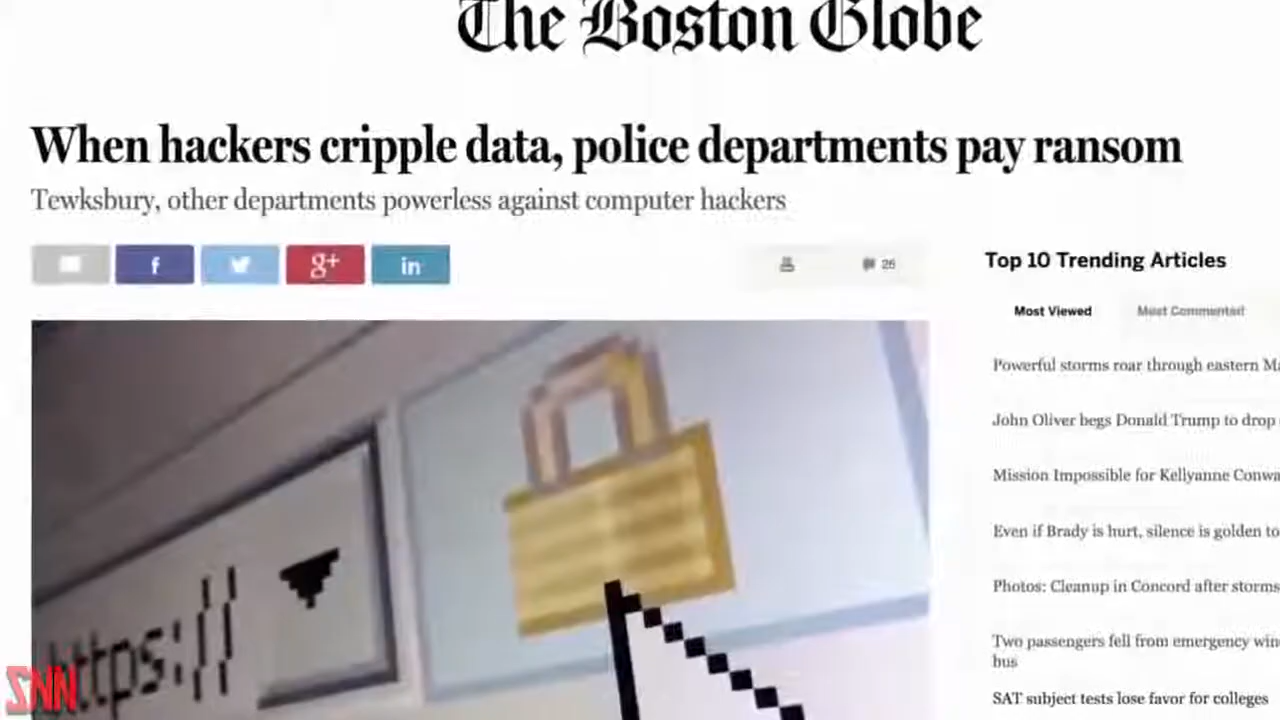 The Boston Globe
When hackers cripple data, police departments pay ransom
Tewksbury, other departments powerless against computer hackers
f
g+
in
26
Top 10 Trending Articles
Most Viewed
Most Commented
Powerful storms roar through eastern
John Oliver begs Donald Trump to drop
Mission Impossible for Kellyanne
Even if Brady is hurt, silence is golden to
Photos: Cleanup in Concord after storms
Two passengers fell from emergency
bus
SAT subject tests lose favor for colleges
https://
SNN